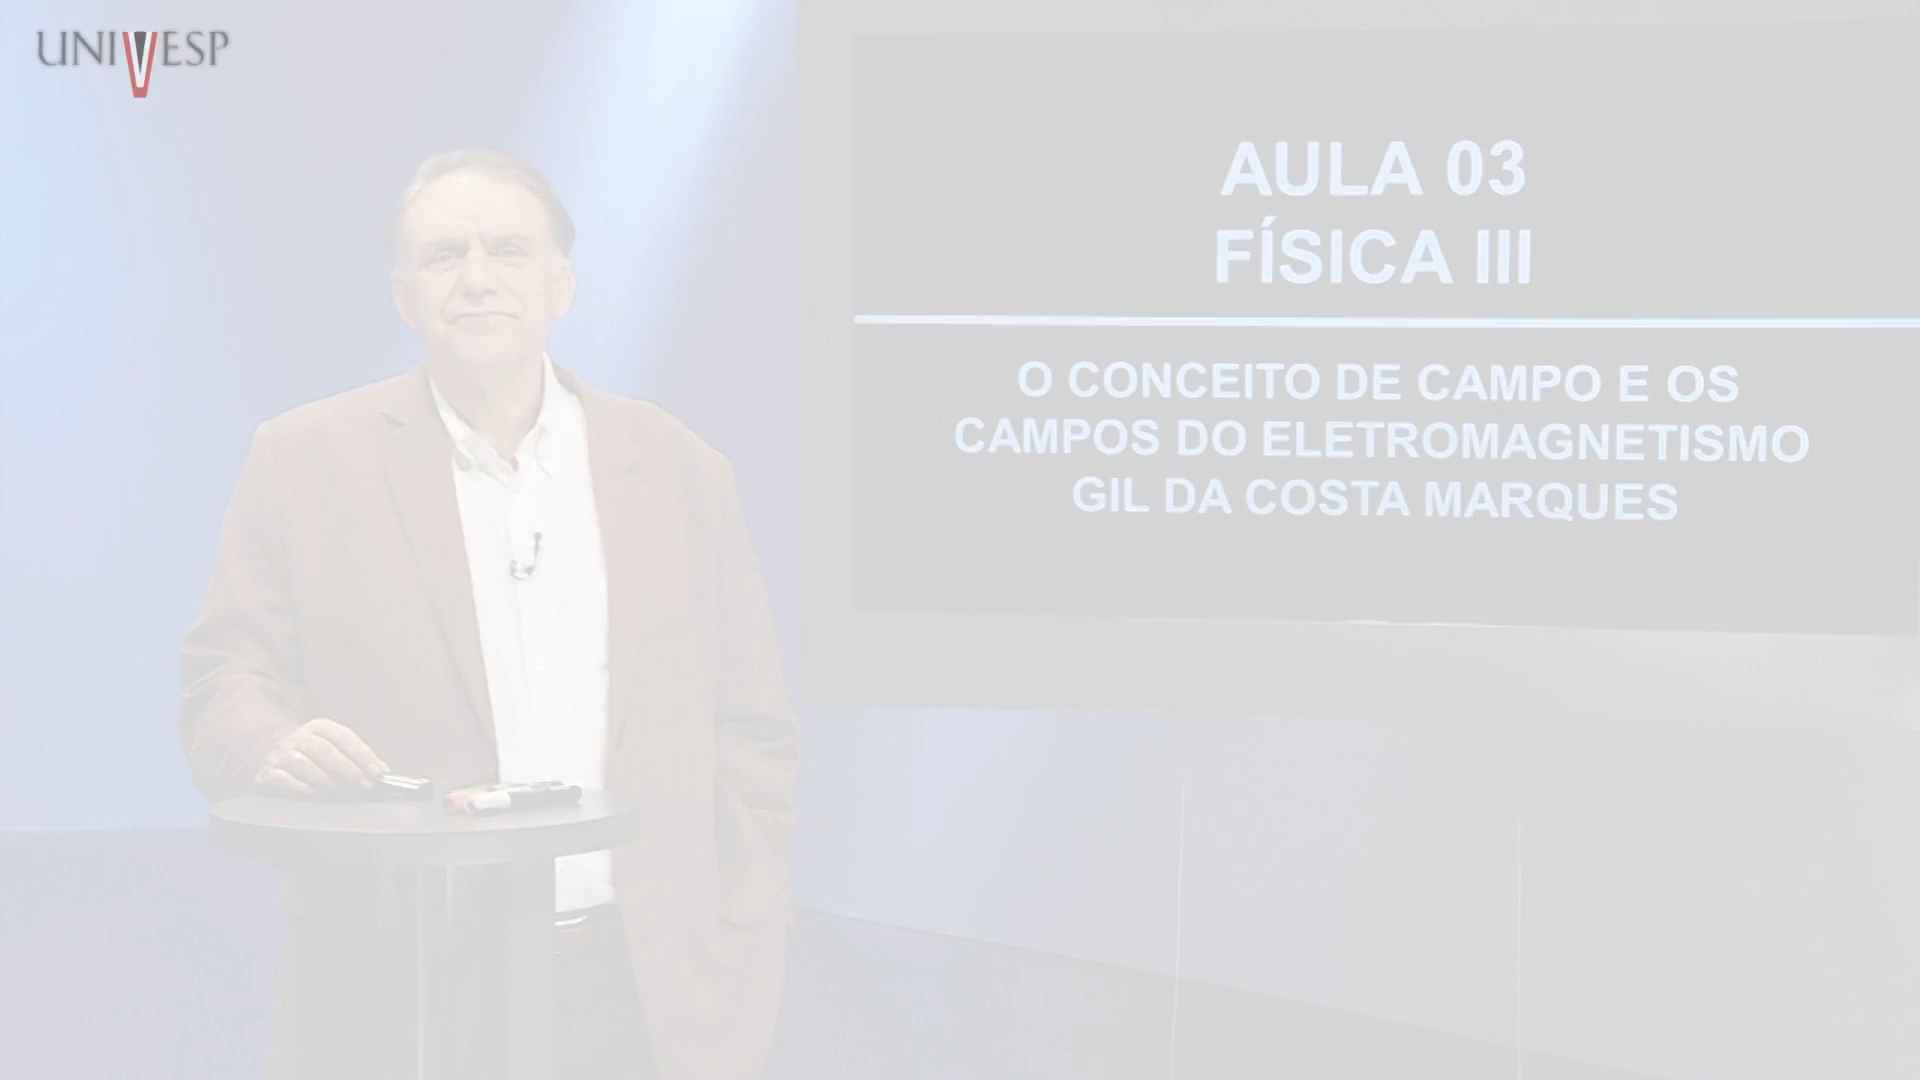 UNIVESP
AULA 03
FÍSICA III
O CONCEITO DE CAMPO E OS
CAMPOS DO ELETROMAGNETISMO
GIL DA COSTA MARQUES